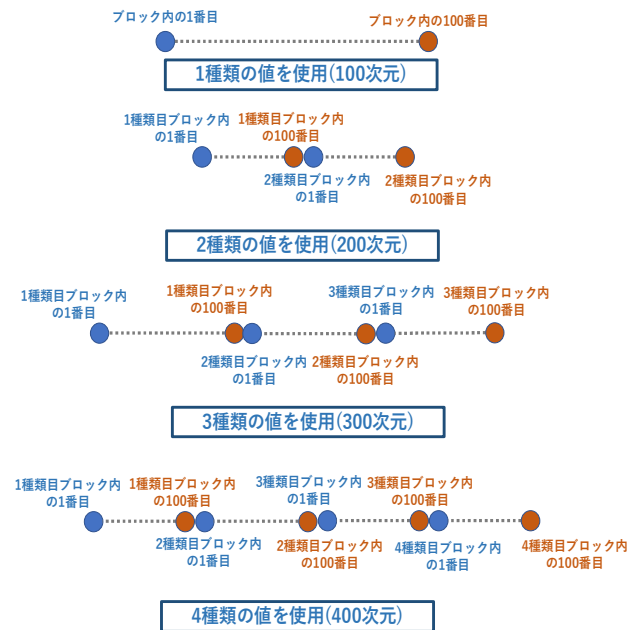 ブロック内の1番目
ブロック内の100番目
1種類の値を使用(100次元)
1種類目ブロック内
の1番目
1種類目ブロック内
の100番目
2種類目ブロック内
の1番目
2種類目ブロック内
の100番目
2種類の値を使用(200次元)
1種類目ブロック内
の1番目
1種類目ブロック内
の100番目
3種類目ブロック内
の1番目
3種類目ブロック内
の100番目
2種類目ブロック内
の1番目
2種類目ブロック内
の100番目
3種類の値を使用(300次元)
1種類目ブロック内
の1番目
1種類目ブロック内
の100番目
3種類目ブロック内
の1番目
3種類目ブロック内
の100番目
2種類目ブロック内
の1番目
2種類目ブロック内
の100番目
4種類目ブロック内
の1番目
4種類目ブロック内
の100番目
4種類の値を使用(400次元)